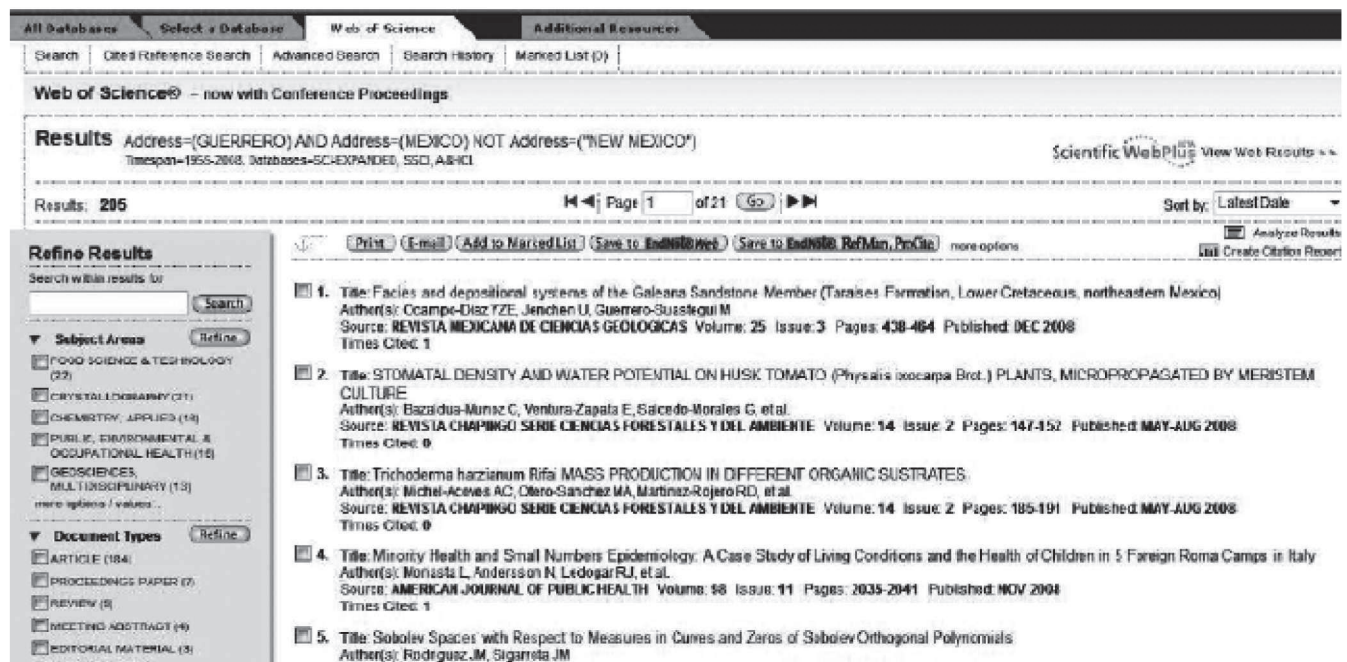 All Databases Select a Database Web of Science Additional Resources
Search Cited Reference Search Advanced Search Search History Marked List (0)
Web of Science® – now with Conference Proceedings
Results Address=(GUERRERO) AND Address=(MEXICO) NOT Address=("NEW MEXICO")
Timespan=1955-2008. Databases=SCI-EXPANDED, SSCI, A&HCI.
Scientific WebPlus View Web Results
Results: 205
Page 1 of 21 Go
Sort by: Latest Date
Print E-mail Add to Marked List Save to EndNote Web Save to EndNote, RefMan, ProCite more options
Analyze Results
Create Citation Report
Refine Results
Search within results for
Search
Subject Areas Refine
FOOD SCIENCE & TECHNOLOGY (22)
CRYSTALLOGRAPHY (21)
CHEMISTRY, APPLIED
PUBLIC, ENVIRONMENTAL & OCCUPATIONAL HEALTH
GEOSCIENCES, MULTIDISCIPLINARY (13)
more options / values...
Document Types Refine
ARTICLE (184)
PROCEEDINGS PAPER (7)
REVIEW
MEETING ABSTRACT (4)
EDITORIAL MATERIAL (3)
1. Title: Facies and depositional systems of the Galeana Sandstone Member (Taraises Formation, Lower Cretaceous, northeastern Mexico)
Author(s): Ocampo-Diaz YZE, Jenchen U, Guerrero-Suastegui M
Source: REVISTA MEXICANA DE CIENCIAS GEOLOGICAS Volume: 25 Issue: 3 Pages: 438-464 Published: DEC 2008
Times Cited: 1
2. Title: STOMATAL DENSITY AND WATER POTENTIAL ON HUSK TOMATO (Physalis ixocarpa Brot.) PLANTS, MICROPROPAGATED BY MERISTEM
CULTURE
Author(s): Bazaldua-Munoz C, Ventura-Zapata E, Salcedo-Morales G, et al.
Source: REVISTA CHAPINGO SERIE CIENCIAS FORESTALES Y DEL AMBIENTE Volume: 14 Issue: 2 Pages: 147-152 Published: MAY-AUG 2008
Times Cited: 0
3. Title: Trichoderma harzianum Rifai MASS PRODUCTION IN DIFFERENT ORGANIC SUSTRATES
Author(s): Michel-Aceves AC, Otero-Sanchez MA, Martinez-Rojero RD, et al.
Source: REVISTA CHAPINGO SERIE CIENCIAS FORESTALES Y DEL AMBIENTE Volume: 14 Issue: 2 Pages: 185-191 Published: MAY-AUG 2008
Times Cited: 0
4. Title: Minority Health and Small Numbers Epidemiology: A Case Study of Living Conditions and the Health of Children in 5 Foreign Roma Camps in Italy
Author(s): Monasta L, Andersson N, Ledogar RJ, et al.
Source: AMERICAN JOURNAL OF PUBLIC HEALTH Volume: 98 Issue: 11 Pages: 2035-2041 Published: NOV 2008
Times Cited: 1
5. Title: Sobolev Spaces with Respect to Measures in Curves and Zeros of Sobolev Orthogonal Polynomials
Author(s): Rodriguez JM, Sigarreta JM